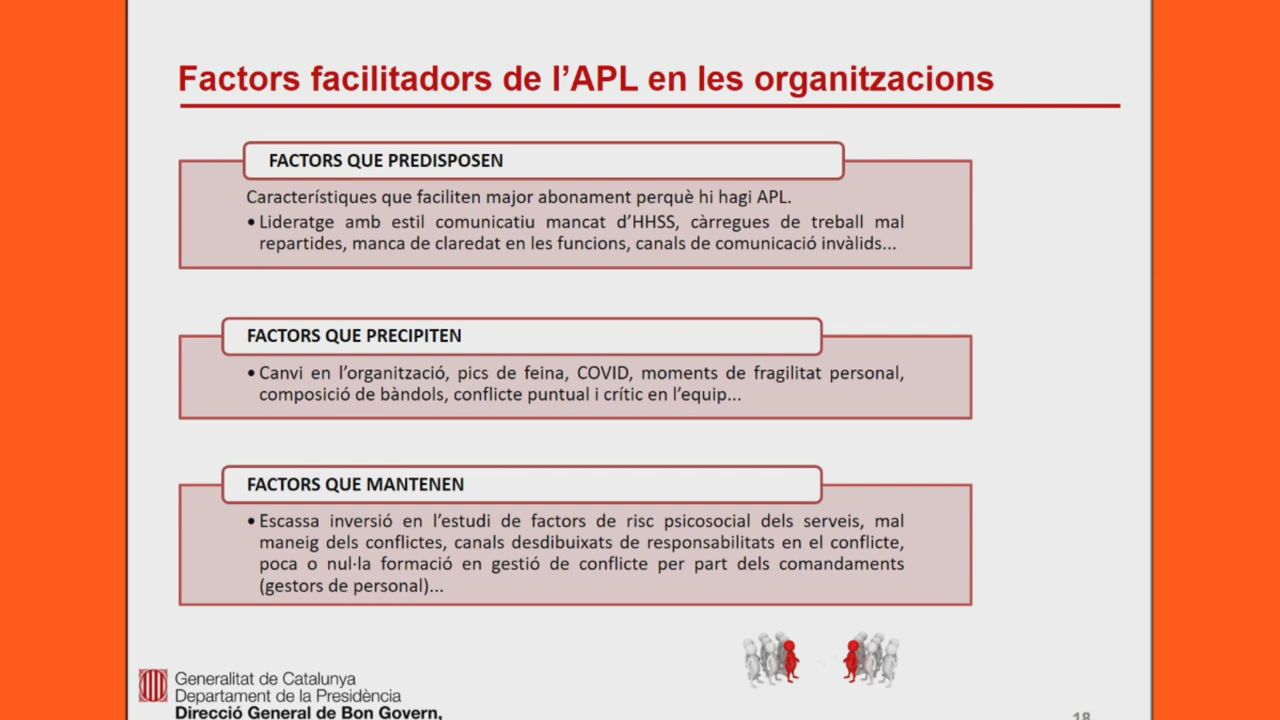 Factors facilitadors de l’APL en les organitzacions
FACTORS QUE PREDISPOSEN
Característiques que faciliten major abonament perquè hi hagi APL.
• Lideratge amb estil comunicatiu mancat d’HHSS, càrregues de treball mal
repartides, manca de claredat en les funcions, canals de comunicació invàlids...
FACTORS QUE PRECIPITEN
• Canvi en l’organització, pics de feina, COVID, moments de fragilitat personal,
composició de bàndols, conflicte puntual i crític en l’equip...
FACTORS QUE MANTENEN
• Escassa inversió en l’estudi de factors de risc psicosocial dels serveis, mal
maneig dels conflictes, canals desdibuixats de responsabilitats en el conflicte,
poca o nul·la formació en gestió de conflicte per part dels comandaments
(gestors de personal)...
Generalitat de Catalunya
Departament de la Presidència
Direcció General de Bon Govern,
18